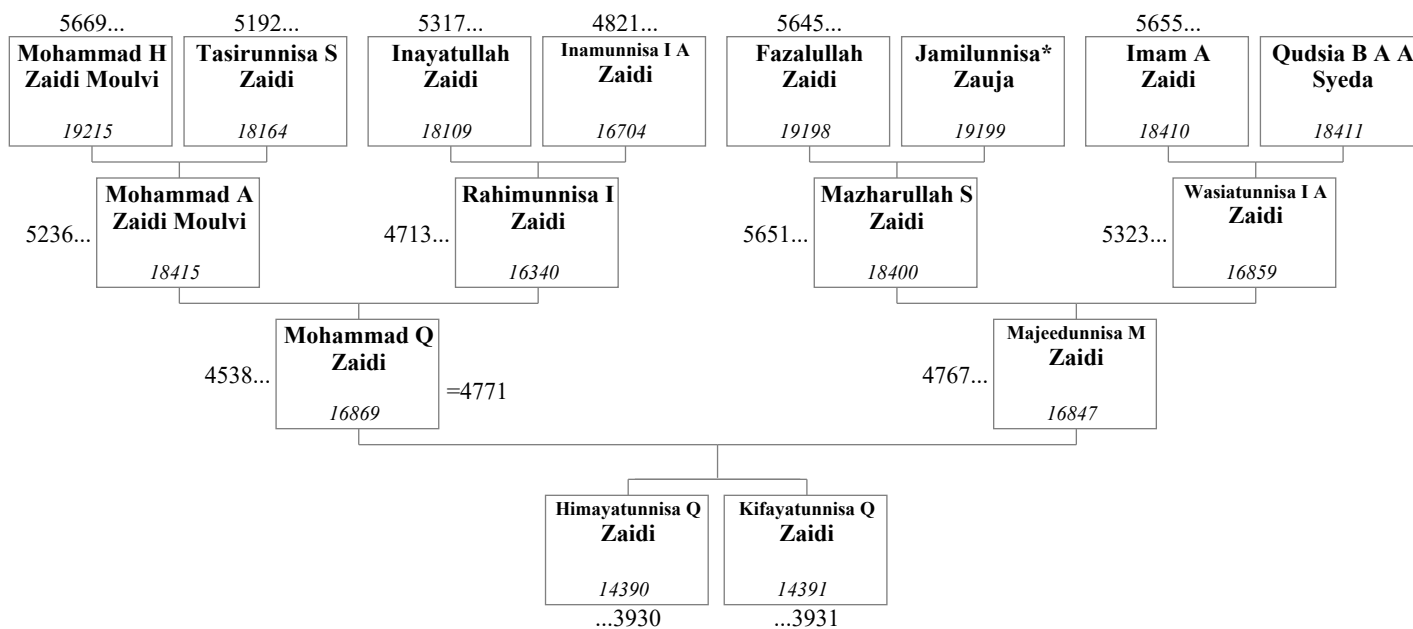 5669...
5192...
5317...
4821...
5645...
5655...
Mohammad H
Zaidi Moulvi
19215
Tasirunnisa S
Zaidi
18164
Inayatullah
Zaidi
18109
Inamunnisa I A
Zaidi
16704
Fazalullah
Zaidi
19198
Jamilunnisa*
Zauja
19199
Imam A
Zaidi
18410
Qudsia B A A
Syeda
18411
5236...
Mohammad A
Zaidi Moulvi
18415
4713...
Rahimunnisa I
Zaidi
16340
5651...
Mazharullah S
Zaidi
18400
5323...
Wasiatunnisa I A
Zaidi
16859
4538...
Mohammad Q
Zaidi
16869
=4771
4767...
Majeedunnisa M
Zaidi
16847
Himayatunnisa Q
Zaidi
14390
...3930
Kifayatunnisa Q
Zaidi
14391
...3931